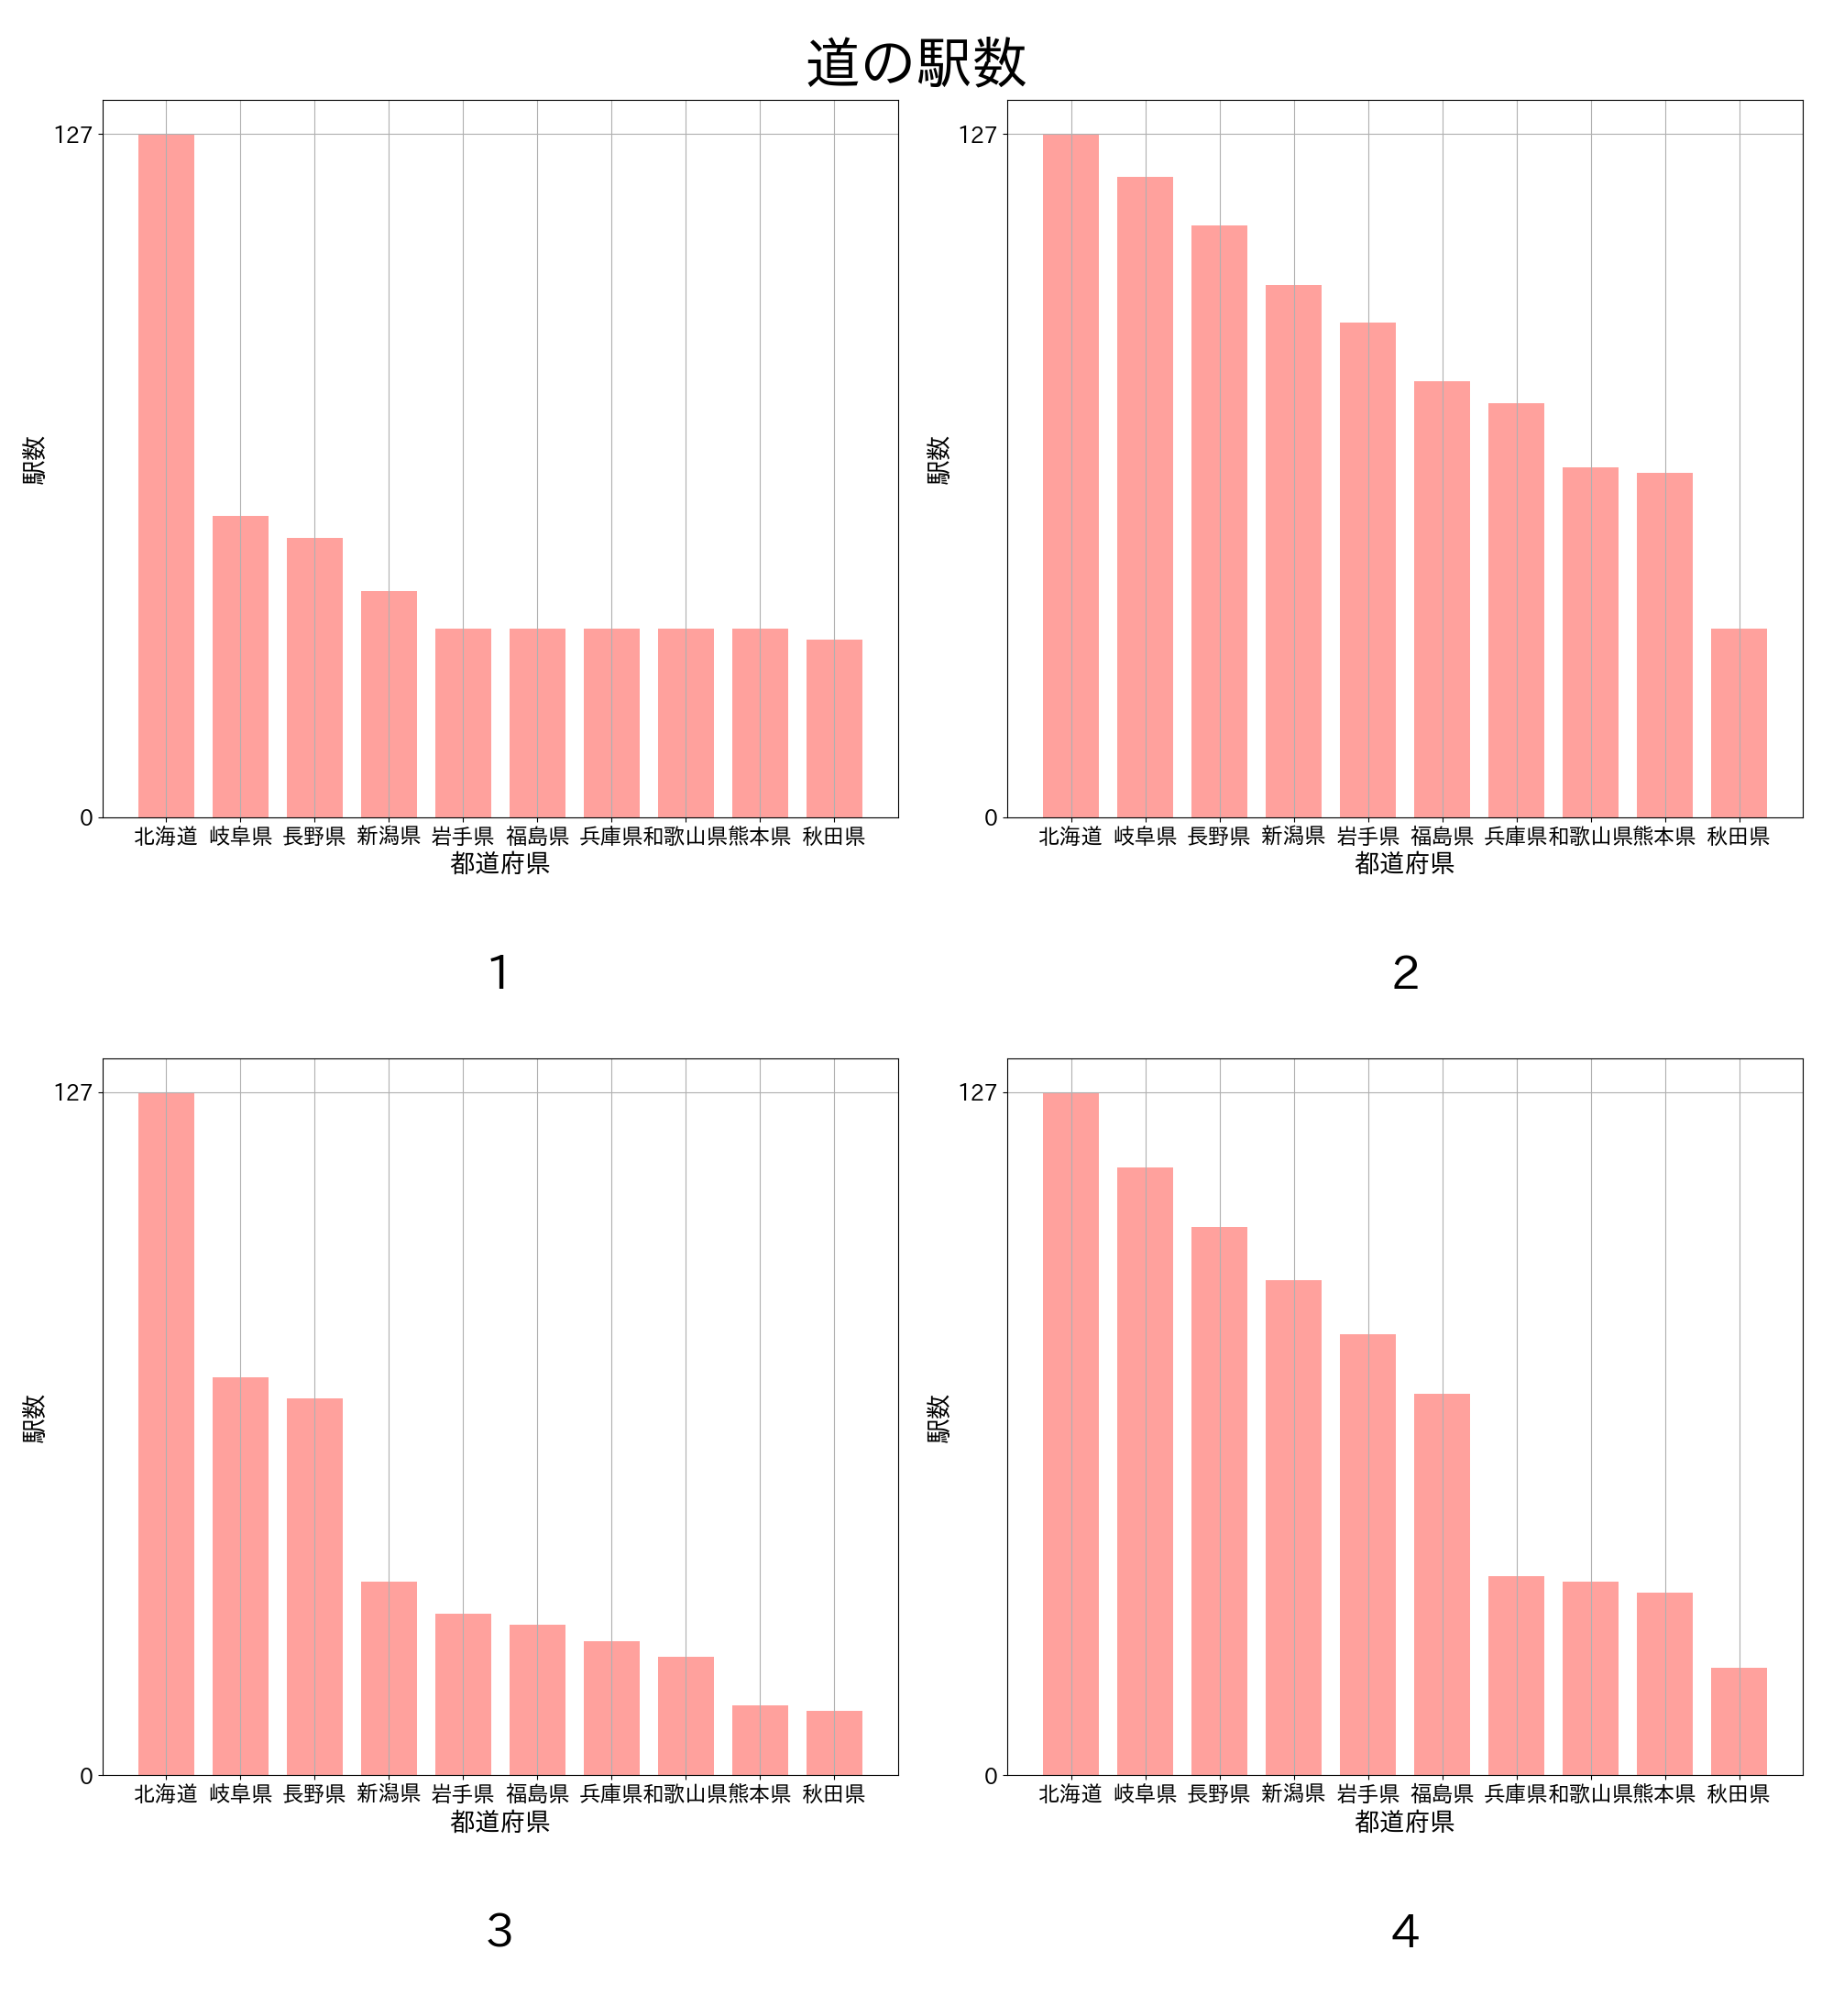 道の駅数
127
0
駅数
北海道 岐阜県 長野県 新潟県 岩手県 福島県 兵庫県 和歌山県 熊本県 秋田県
都道府県
1
127
0
駅数
北海道 岐阜県 長野県 新潟県 岩手県 福島県 兵庫県 和歌山県 熊本県 秋田県
都道府県
2
127
0
駅数
北海道 岐阜県 長野県 新潟県 岩手県 福島県 兵庫県 和歌山県 熊本県 秋田県
都道府県
3
127
0
駅数
北海道 岐阜県 長野県 新潟県 岩手県 福島県 兵庫県 和歌山県 熊本県 秋田県
都道府県
4